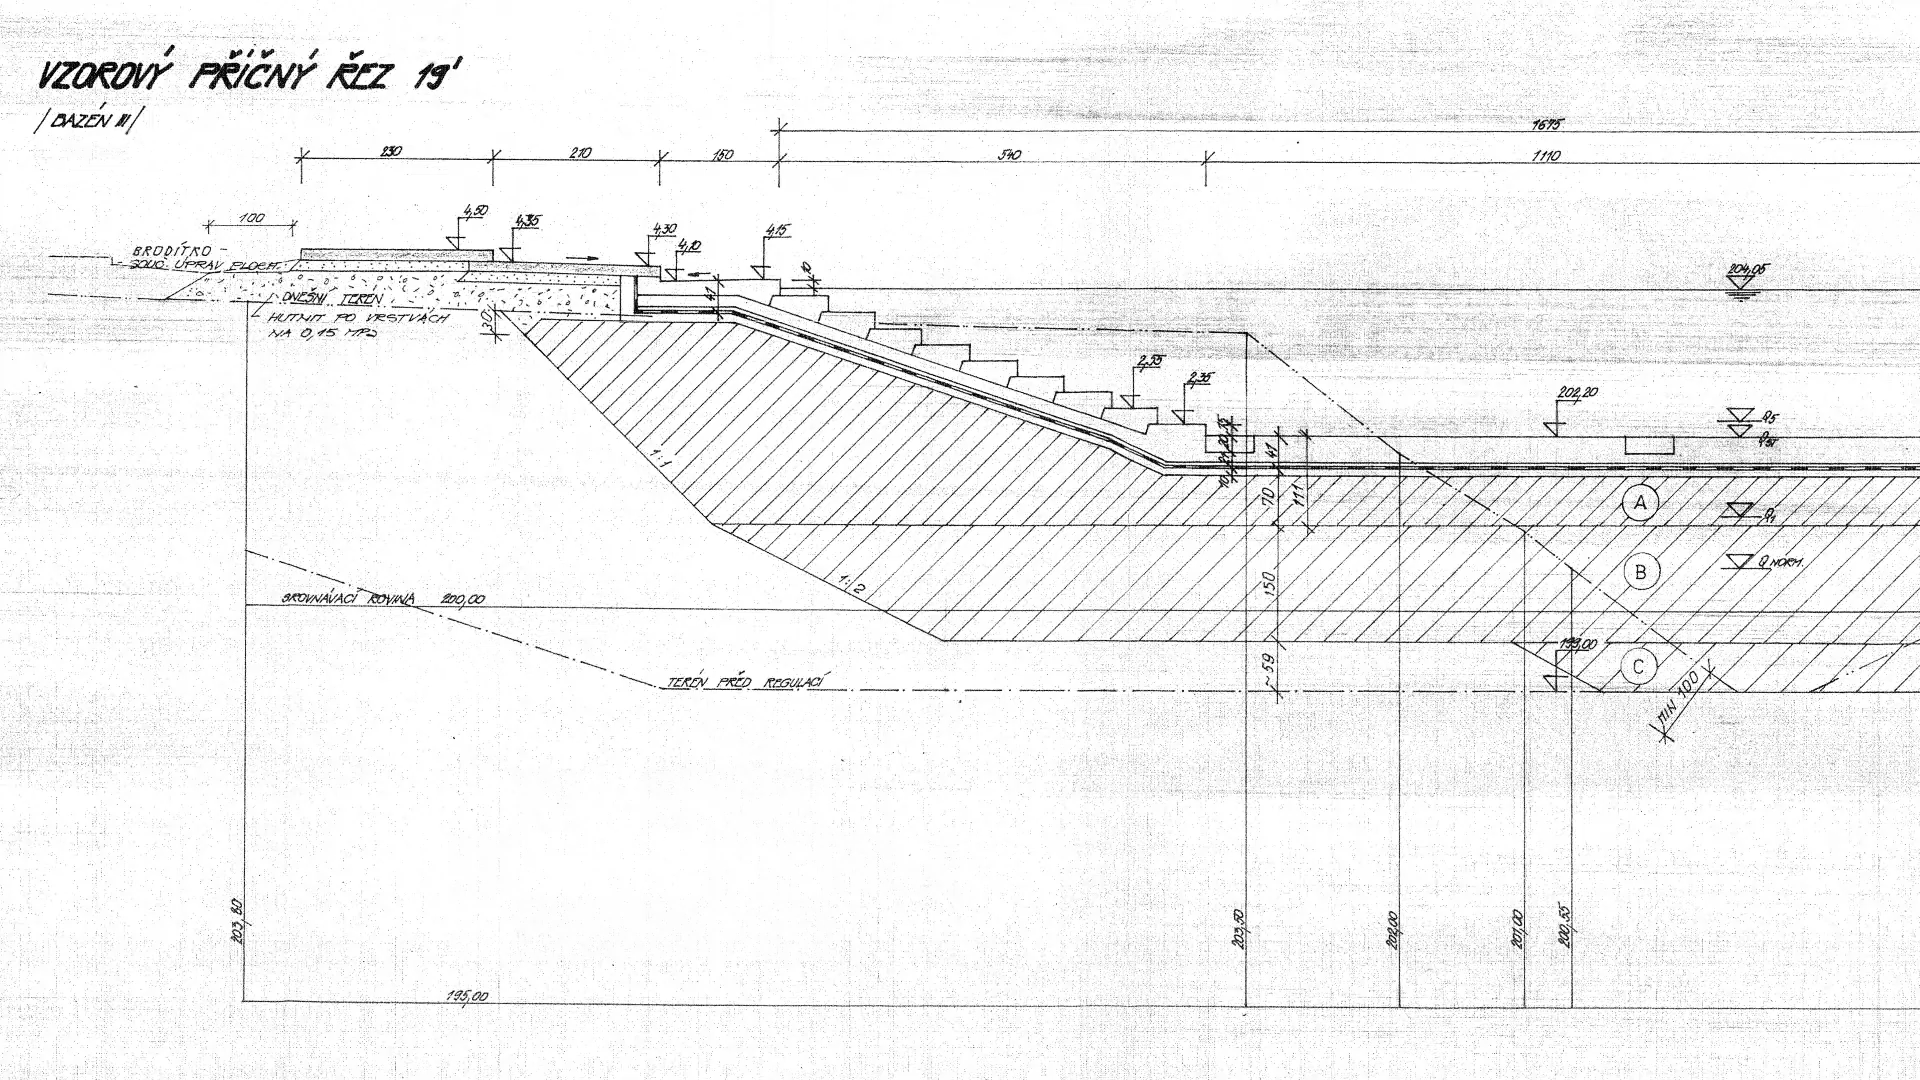 VZOROVÝ PŘÍČNÝ ŘEZ 19'
/BAZÉN III/
1675
230
210
150
540
1110
100
4,50
4,35
4,30
4,10
4,15
10
204,05
BRODÍTKO -
SOUČ. ÚPRAV PLOCH.
DNEŠNÍ TERÉN
HUTNIT PO VRSTVÁCH
NA 0,15 MPa
30
41
2,55
2,35
202,20
Q5
1:1
41
70
111
A
Q1
1:2
150
B
Q NORM.
SROVNÁVACÍ ROVINA 200,00
199,00
~59
C
TERÉN PŘED REGULACÍ
MIN 100
203,80
203,50
202,00
201,00
200,55
195,00